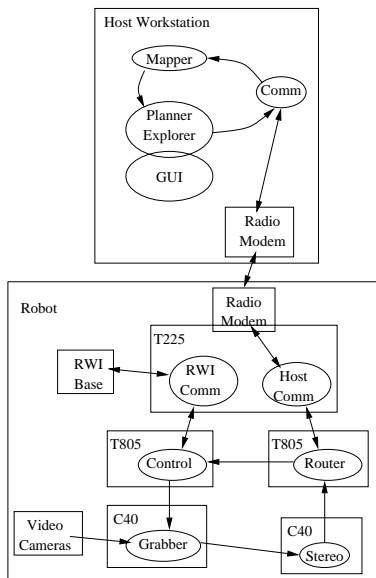 Host Workstation
Mapper
Comm
Planner
Explorer
GUI
Radio
Modem
Robot
Radio
Modem
T225
RWI
Base
RWI
Comm
Host
Comm
T805
Control
T805
Router
Video
Cameras
C40
Grabber
C40
Stereo